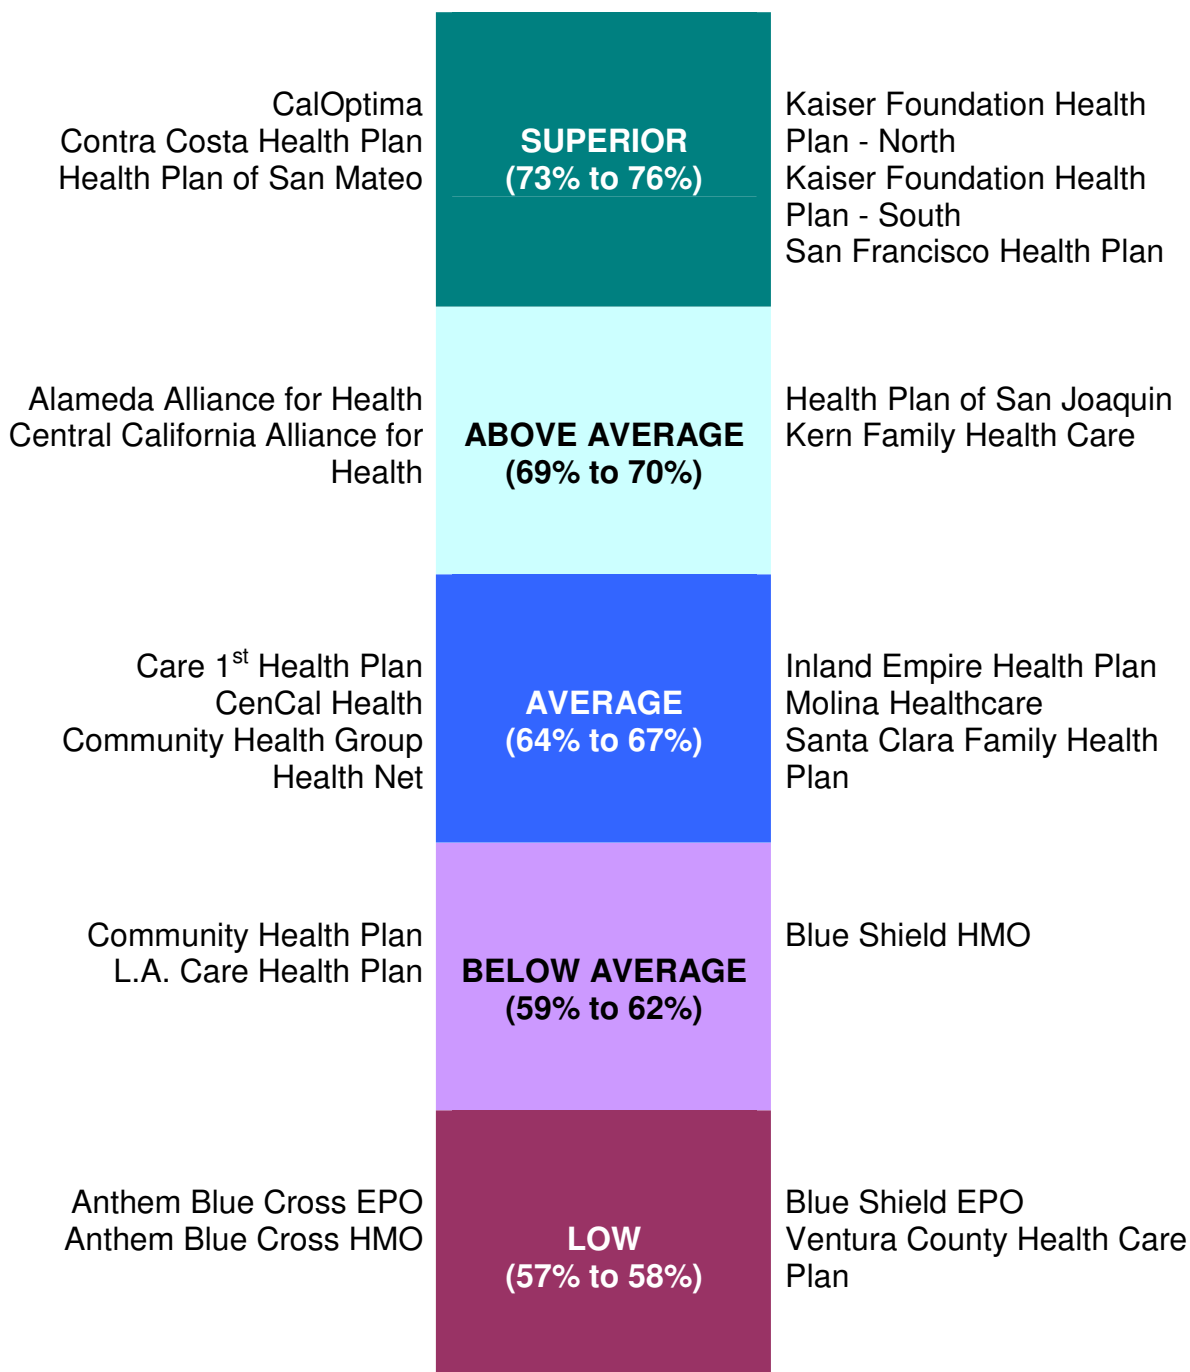 CalOptima
Contra Costa Health Plan
Health Plan of San Mateo
SUPERIOR
(73% to 76%)
Kaiser Foundation Health
Plan - North
Kaiser Foundation Health
Plan - South
San Francisco Health Plan
Alameda Alliance for Health
Central California Alliance for
Health
ABOVE AVERAGE
(69% to 70%)
Health Plan of San Joaquin
Kern Family Health Care
Care 1st Health Plan
CenCal Health
Community Health Group
Health Net
AVERAGE
(64% to 67%)
Inland Empire Health Plan
Molina Healthcare
Santa Clara Family Health
Plan
Community Health Plan
L.A. Care Health Plan
BELOW AVERAGE
(59% to 62%)
Blue Shield HMO
Anthem Blue Cross EPO
Anthem Blue Cross HMO
LOW
(57% to 58%)
Blue Shield EPO
Ventura County Health Care
Plan